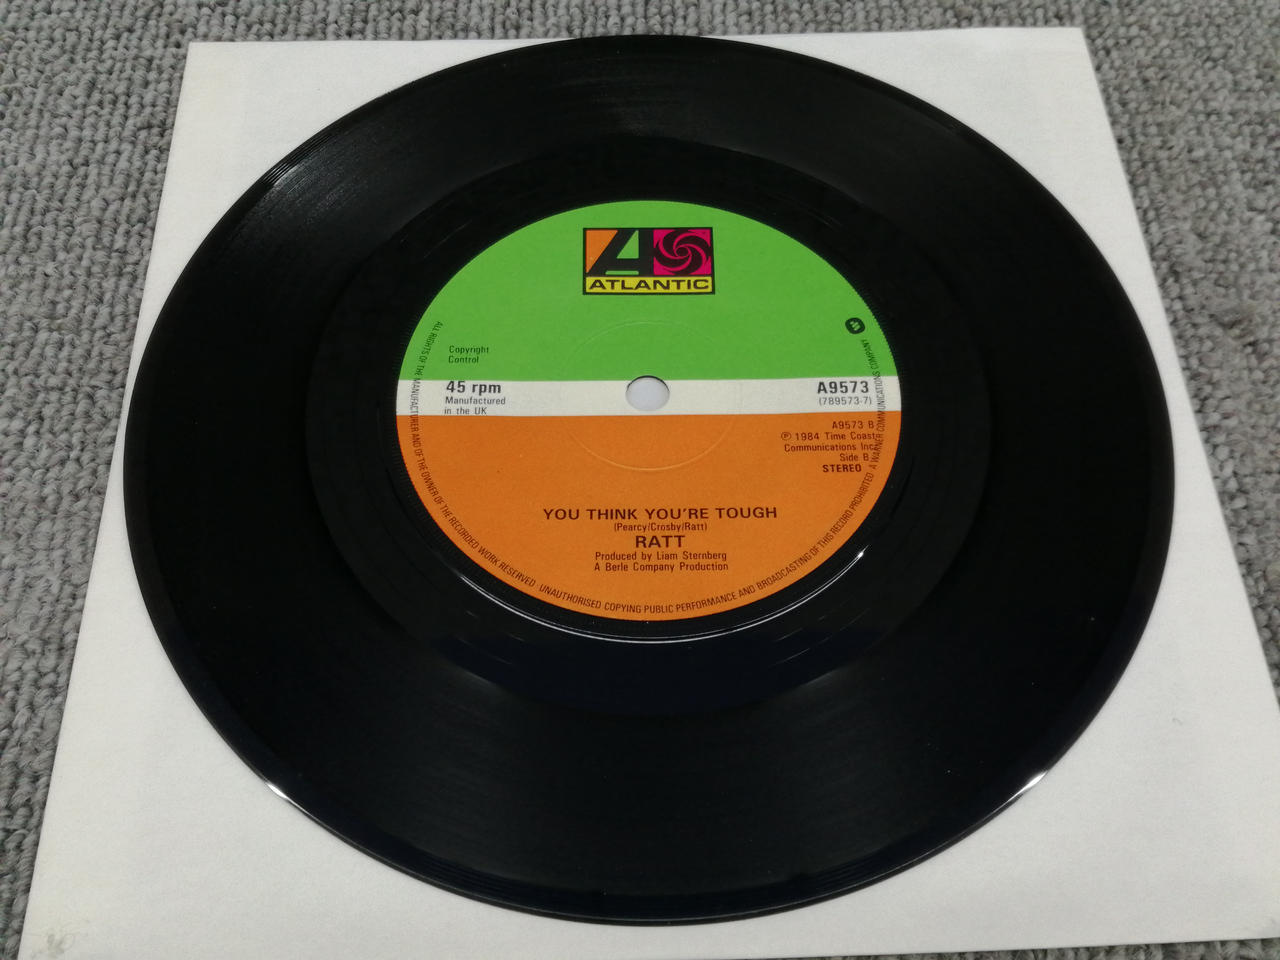 ATLANTIC
Copyright
Control
45 rpm
Manufactured
in the UK
A9573
(789573-7)
A9573 B
℗ 1984 Time Coast
Communications Inc.
Side B
STEREO
YOU THINK YOU'RE TOUGH
(Pearcy/Crosby/Ratt)
RATT
Produced by Liam Sternberg
A Berle Company Production
ALL RIGHTS OF THE MANUFACTURER AND OF THE OWNER OF THE RECORDED WORK RESERVED UNAUTHORISED COPYING PUBLIC PERFORMANCE AND BROADCASTING OF THIS RECORD PROHIBITED A WARNER COMMUNICATIONS COMPANY